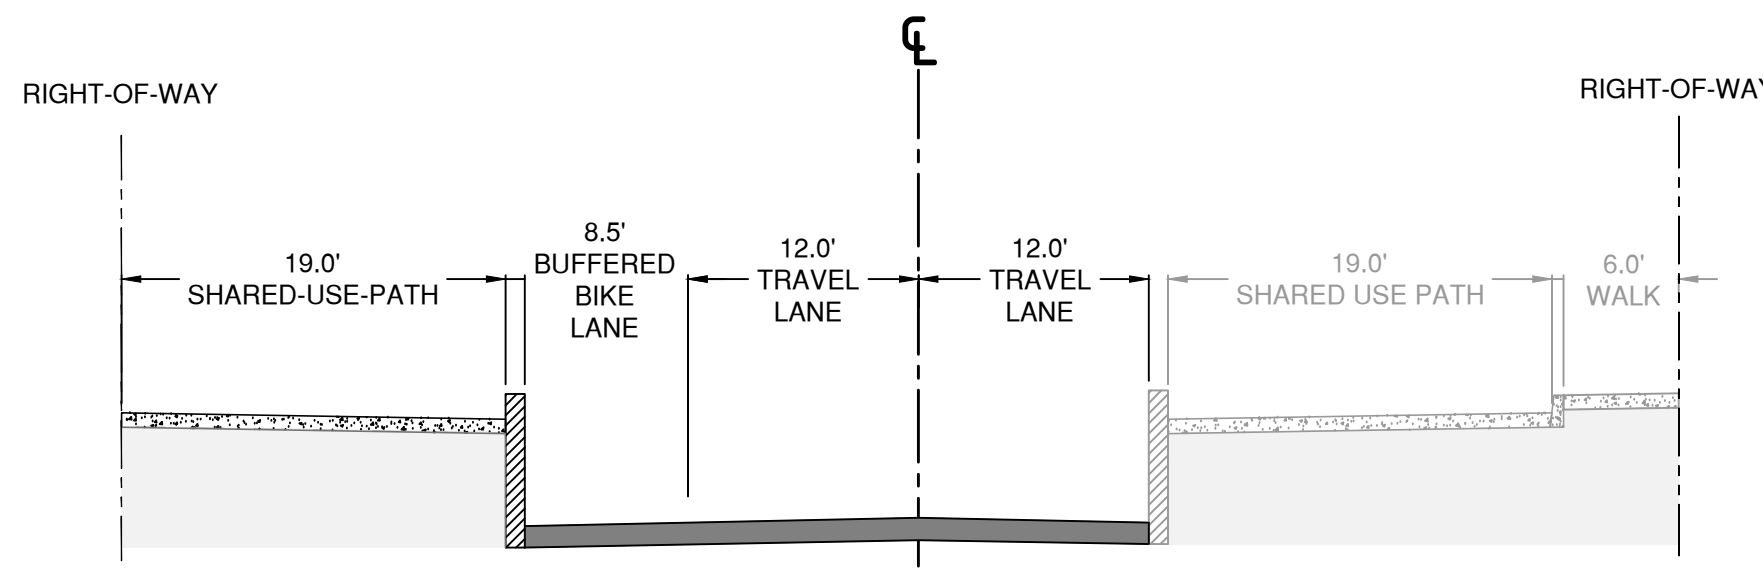 ℄
RIGHT-OF-WAY
RIGHT-OF-WAY
19.0'
SHARED-USE-PATH
8.5'
BUFFERED
BIKE
LANE
12.0'
TRAVEL
LANE
12.0'
TRAVEL
LANE
19.0'
SHARED USE PATH
6.0'
WALK